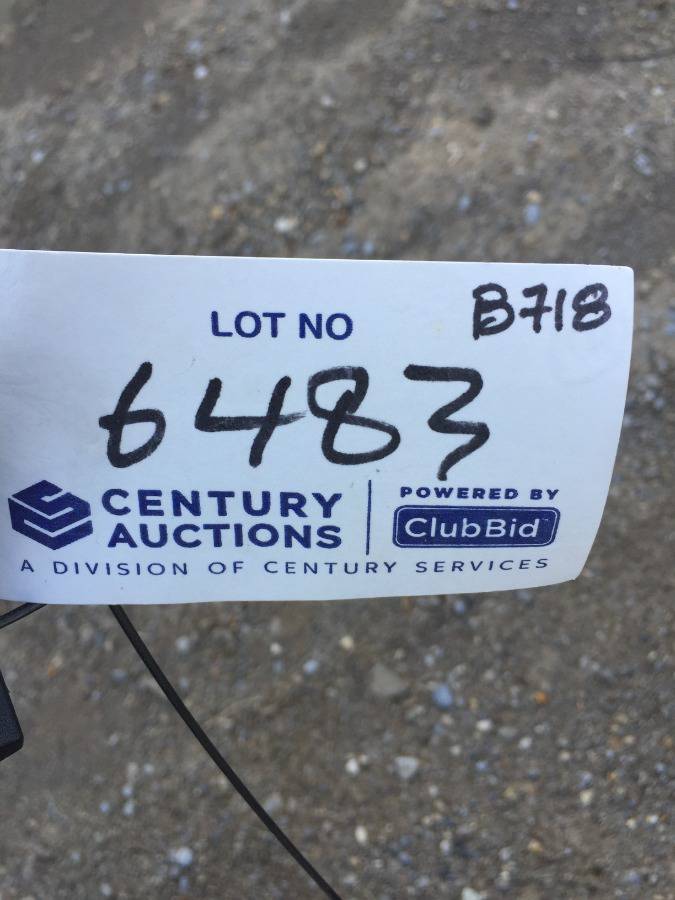 B718
LOT NO
6483
CENTURY
AUCTIONS
POWERED BY
ClubBid
A DIVISION OF CENTURY SERVICES